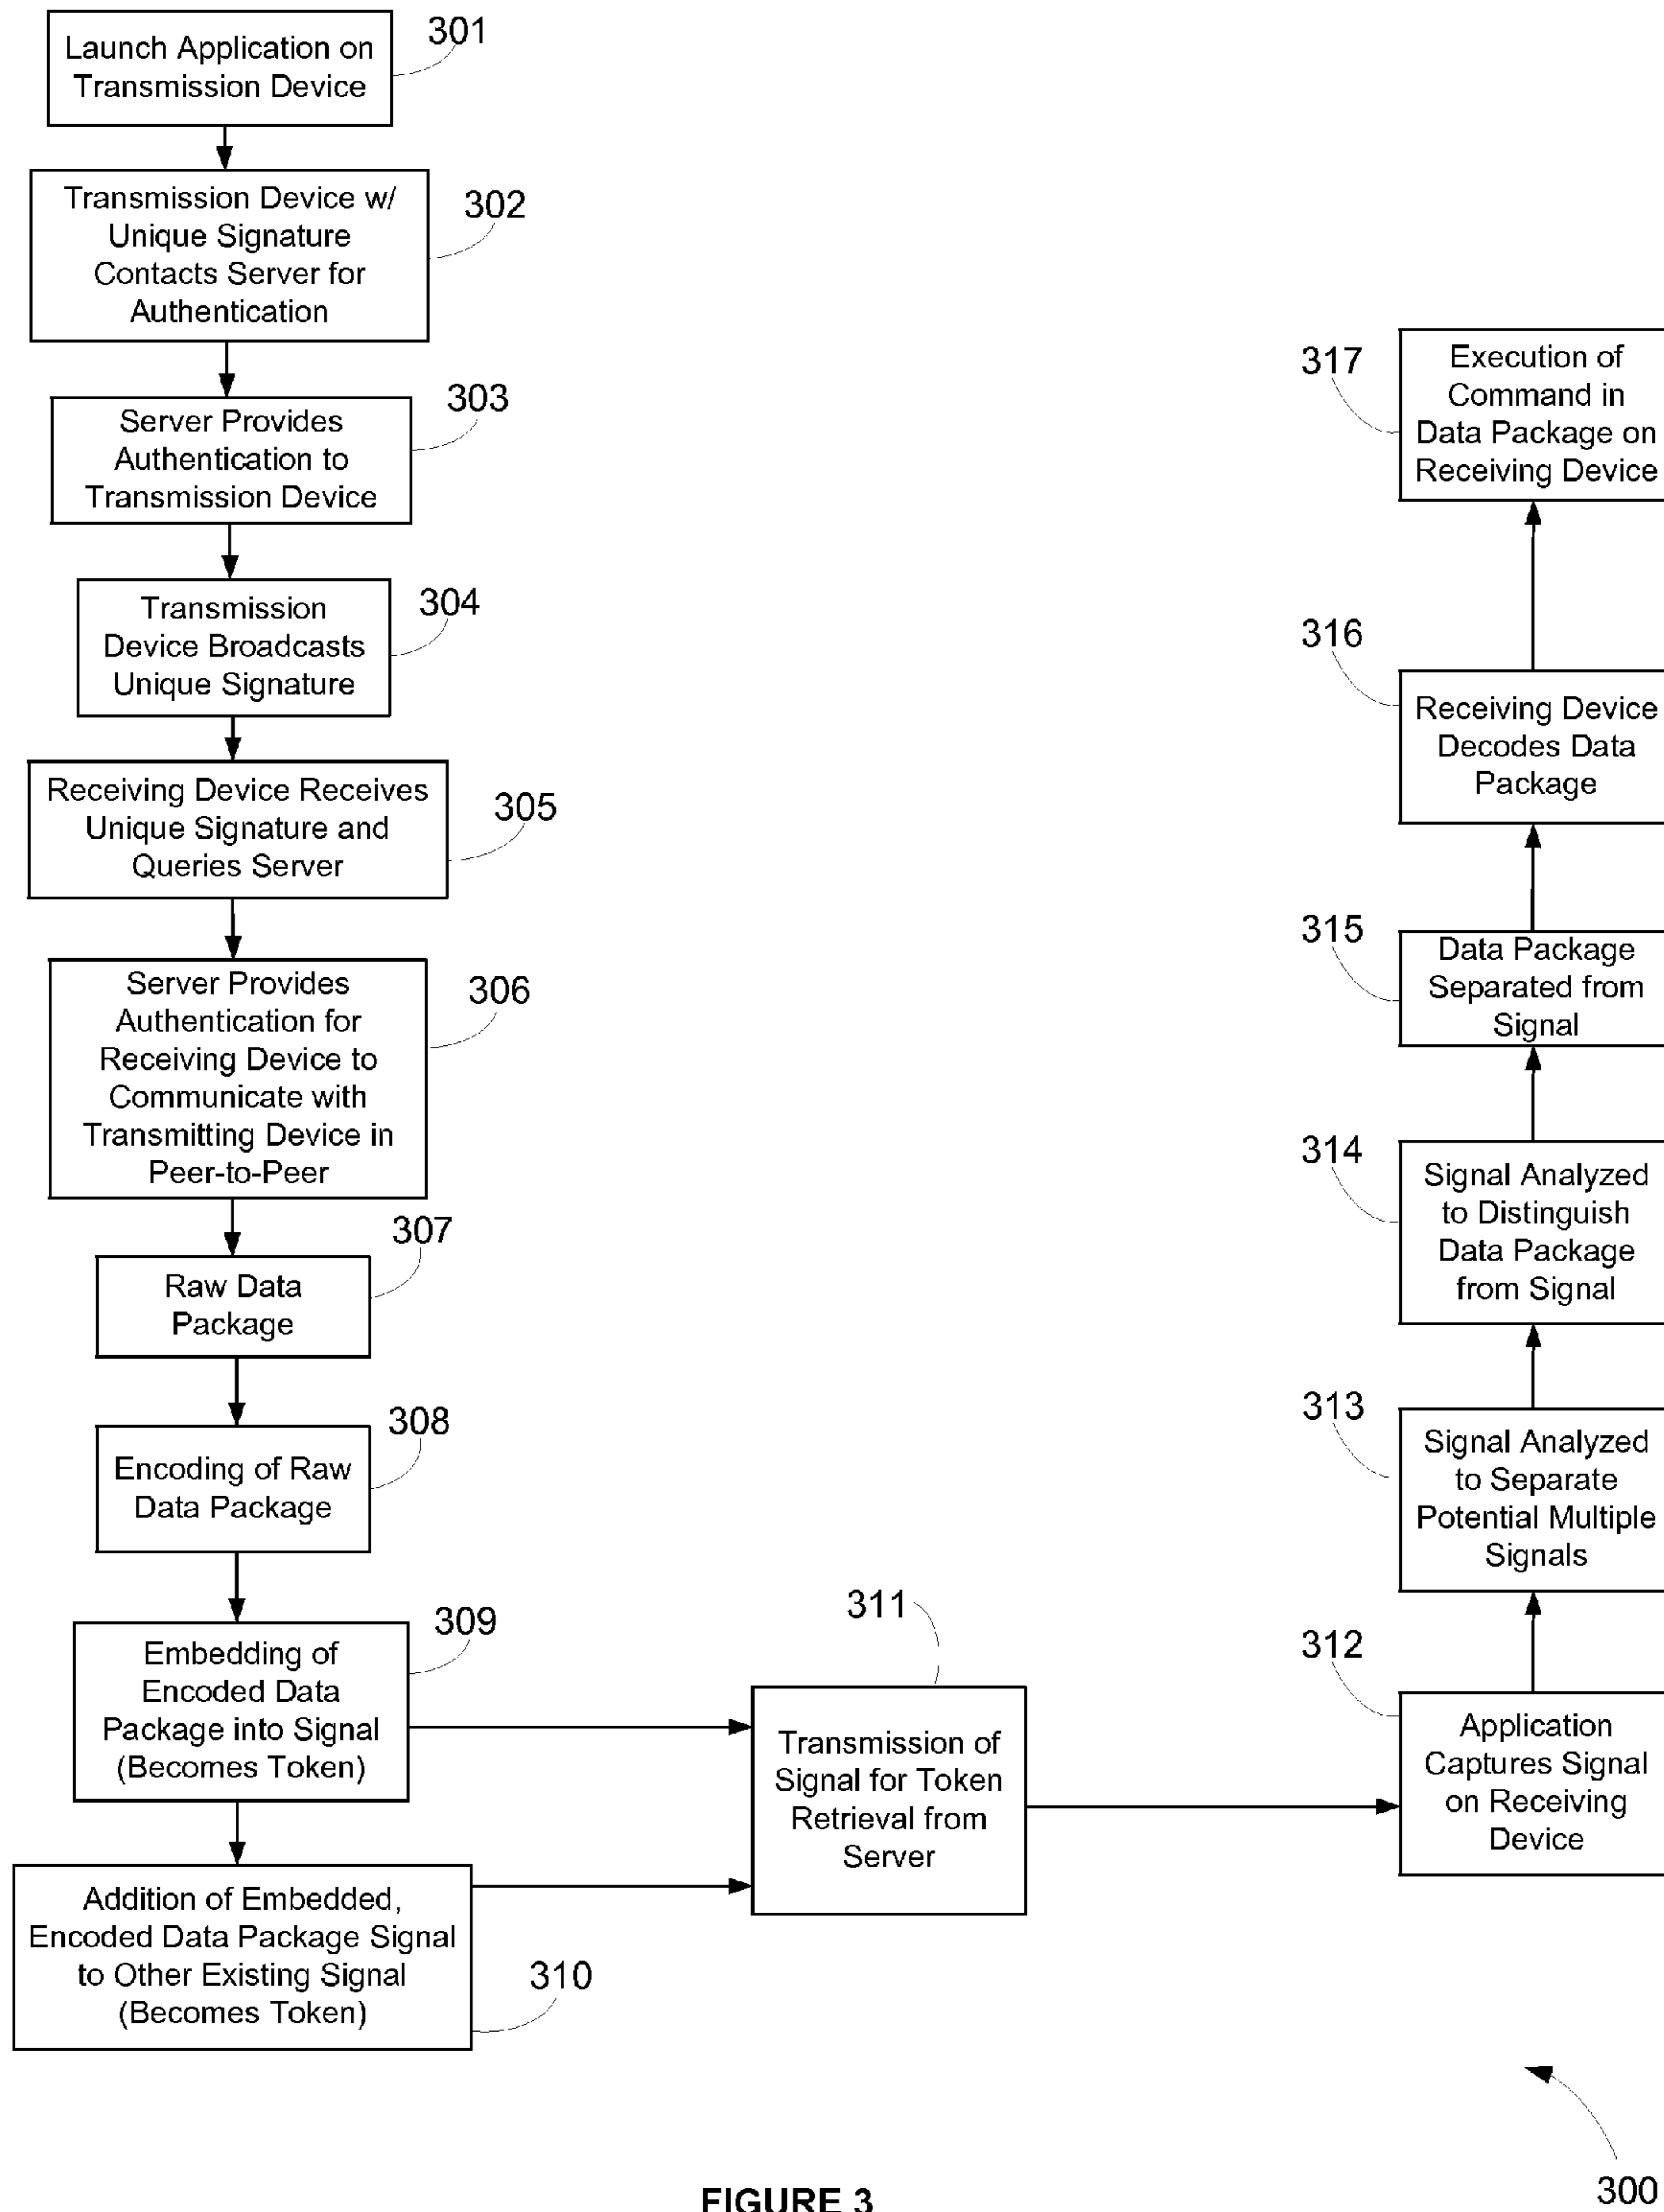 Launch Application on
Transmission Device
301
Transmission Device w/
Unique Signature
Contacts Server for
Authentication
302
Server Provides
Authentication to
Transmission Device
303
Transmission
Device Broadcasts
Unique Signature
304
Receiving Device Receives
Unique Signature and
Queries Server
305
Server Provides
Authentication for
Receiving Device to
Communicate with
Transmitting Device in
Peer-to-Peer
306
Raw Data
Package
307
Encoding of Raw
Data Package
308
Embedding of
Encoded Data
Package into Signal
(Becomes Token)
309
Addition of Embedded,
Encoded Data Package Signal
to Other Existing Signal
(Becomes Token)
310
311
Transmission of
Signal for Token
Retrieval from
Server
312
Application
Captures Signal
on Receiving
Device
313
Signal Analyzed
to Separate
Potential Multiple
Signals
314
Signal Analyzed
to Distinguish
Data Package
from Signal
315
Data Package
Separated from
Signal
316
Receiving Device
Decodes Data
Package
317
Execution of
Command in
Data Package on
Receiving Device
300
FIGURE 3